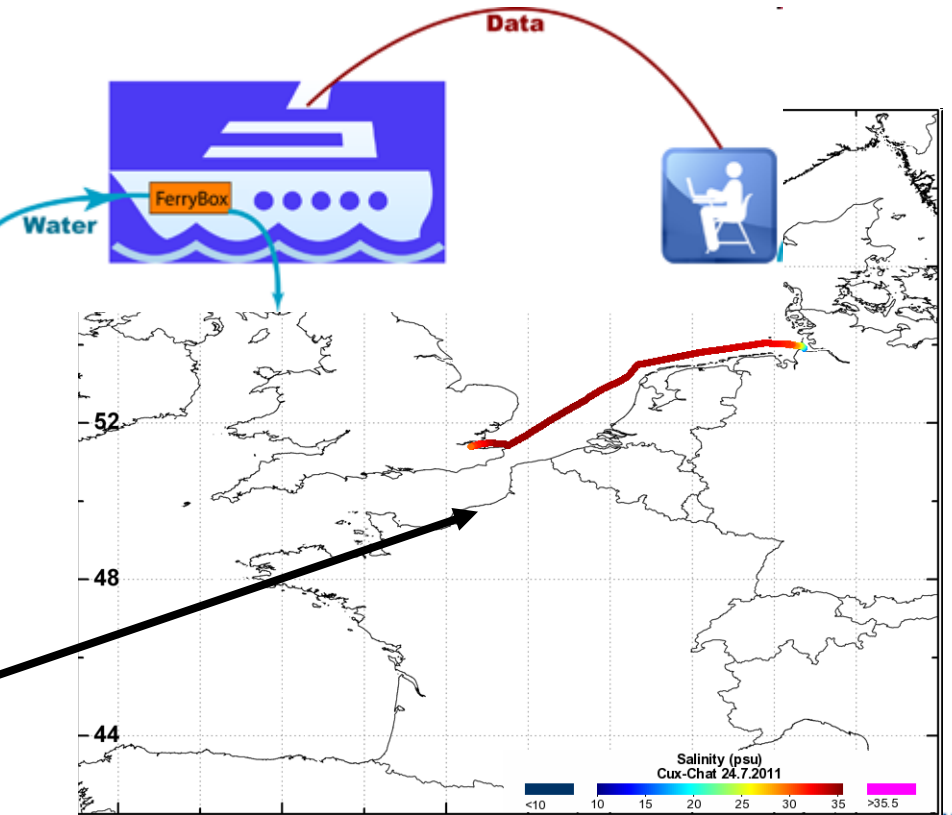 Data
FerryBox
Water
52
48
44
Salinity (psu)
Cux-Chat 24.7.2011
<10 10 15 20 25 30 35 >35.5